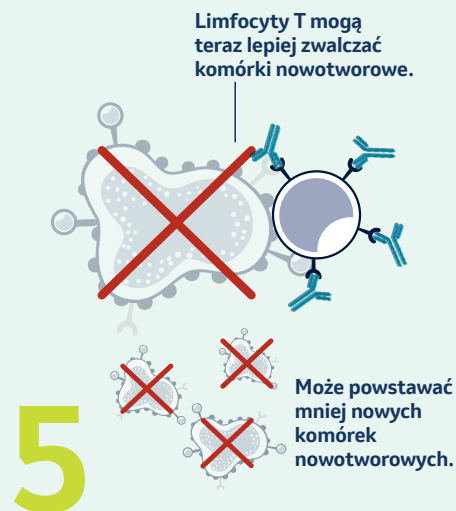 Limfocyty T mogą
teraz lepiej zwalczać
komórki nowotworowe.
Może powstawać
mniej nowych
komórek
nowotworowych.
5